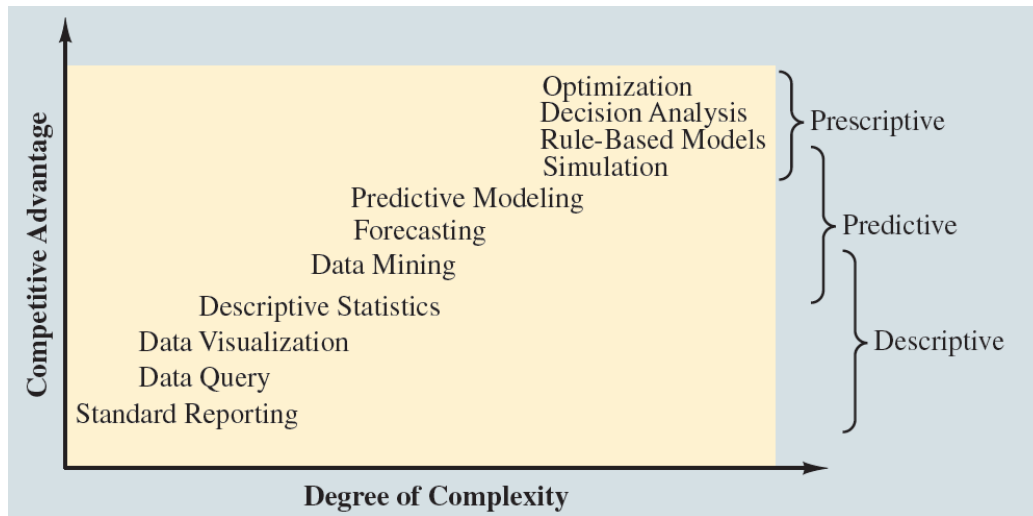 Competitive Advantage
Optimization
Decision Analysis
Rule-Based Models
Simulation
Prescriptive
Predictive Modeling
Forecasting
Predictive
Data Mining
Descriptive Statistics
Data Visualization
Descriptive
Data Query
Standard Reporting
Degree of Complexity